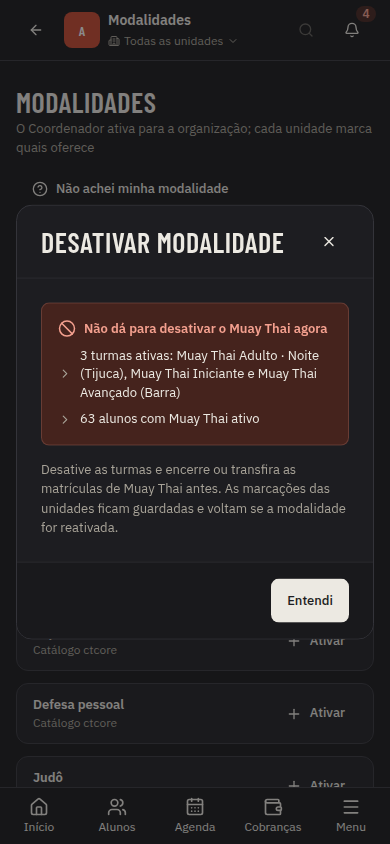 A
Modalidades
Todas as unidades
4
MODALIDADES
O Coordenador ativa para a organização; cada unidade marca
quais oferece
Não achei minha modalidade
DESATIVAR MODALIDADE
Não dá para desativar o Muay Thai agora
3 turmas ativas: Muay Thai Adulto · Noite
(Tijuca), Muay Thai Iniciante e Muay Thai
Avançado (Barra)
63 alunos com Muay Thai ativo
Desative as turmas e encerre ou transfira as
matrículas de Muay Thai antes. As marcações das
unidades ficam guardadas e voltam se a modalidade
for reativada.
Entendi
Ativar
Catálogo ctcore
Defesa pessoal
Catálogo ctcore
Ativar
Judô
Ativar
Início
Alunos
Agenda
Cobranças
Menu